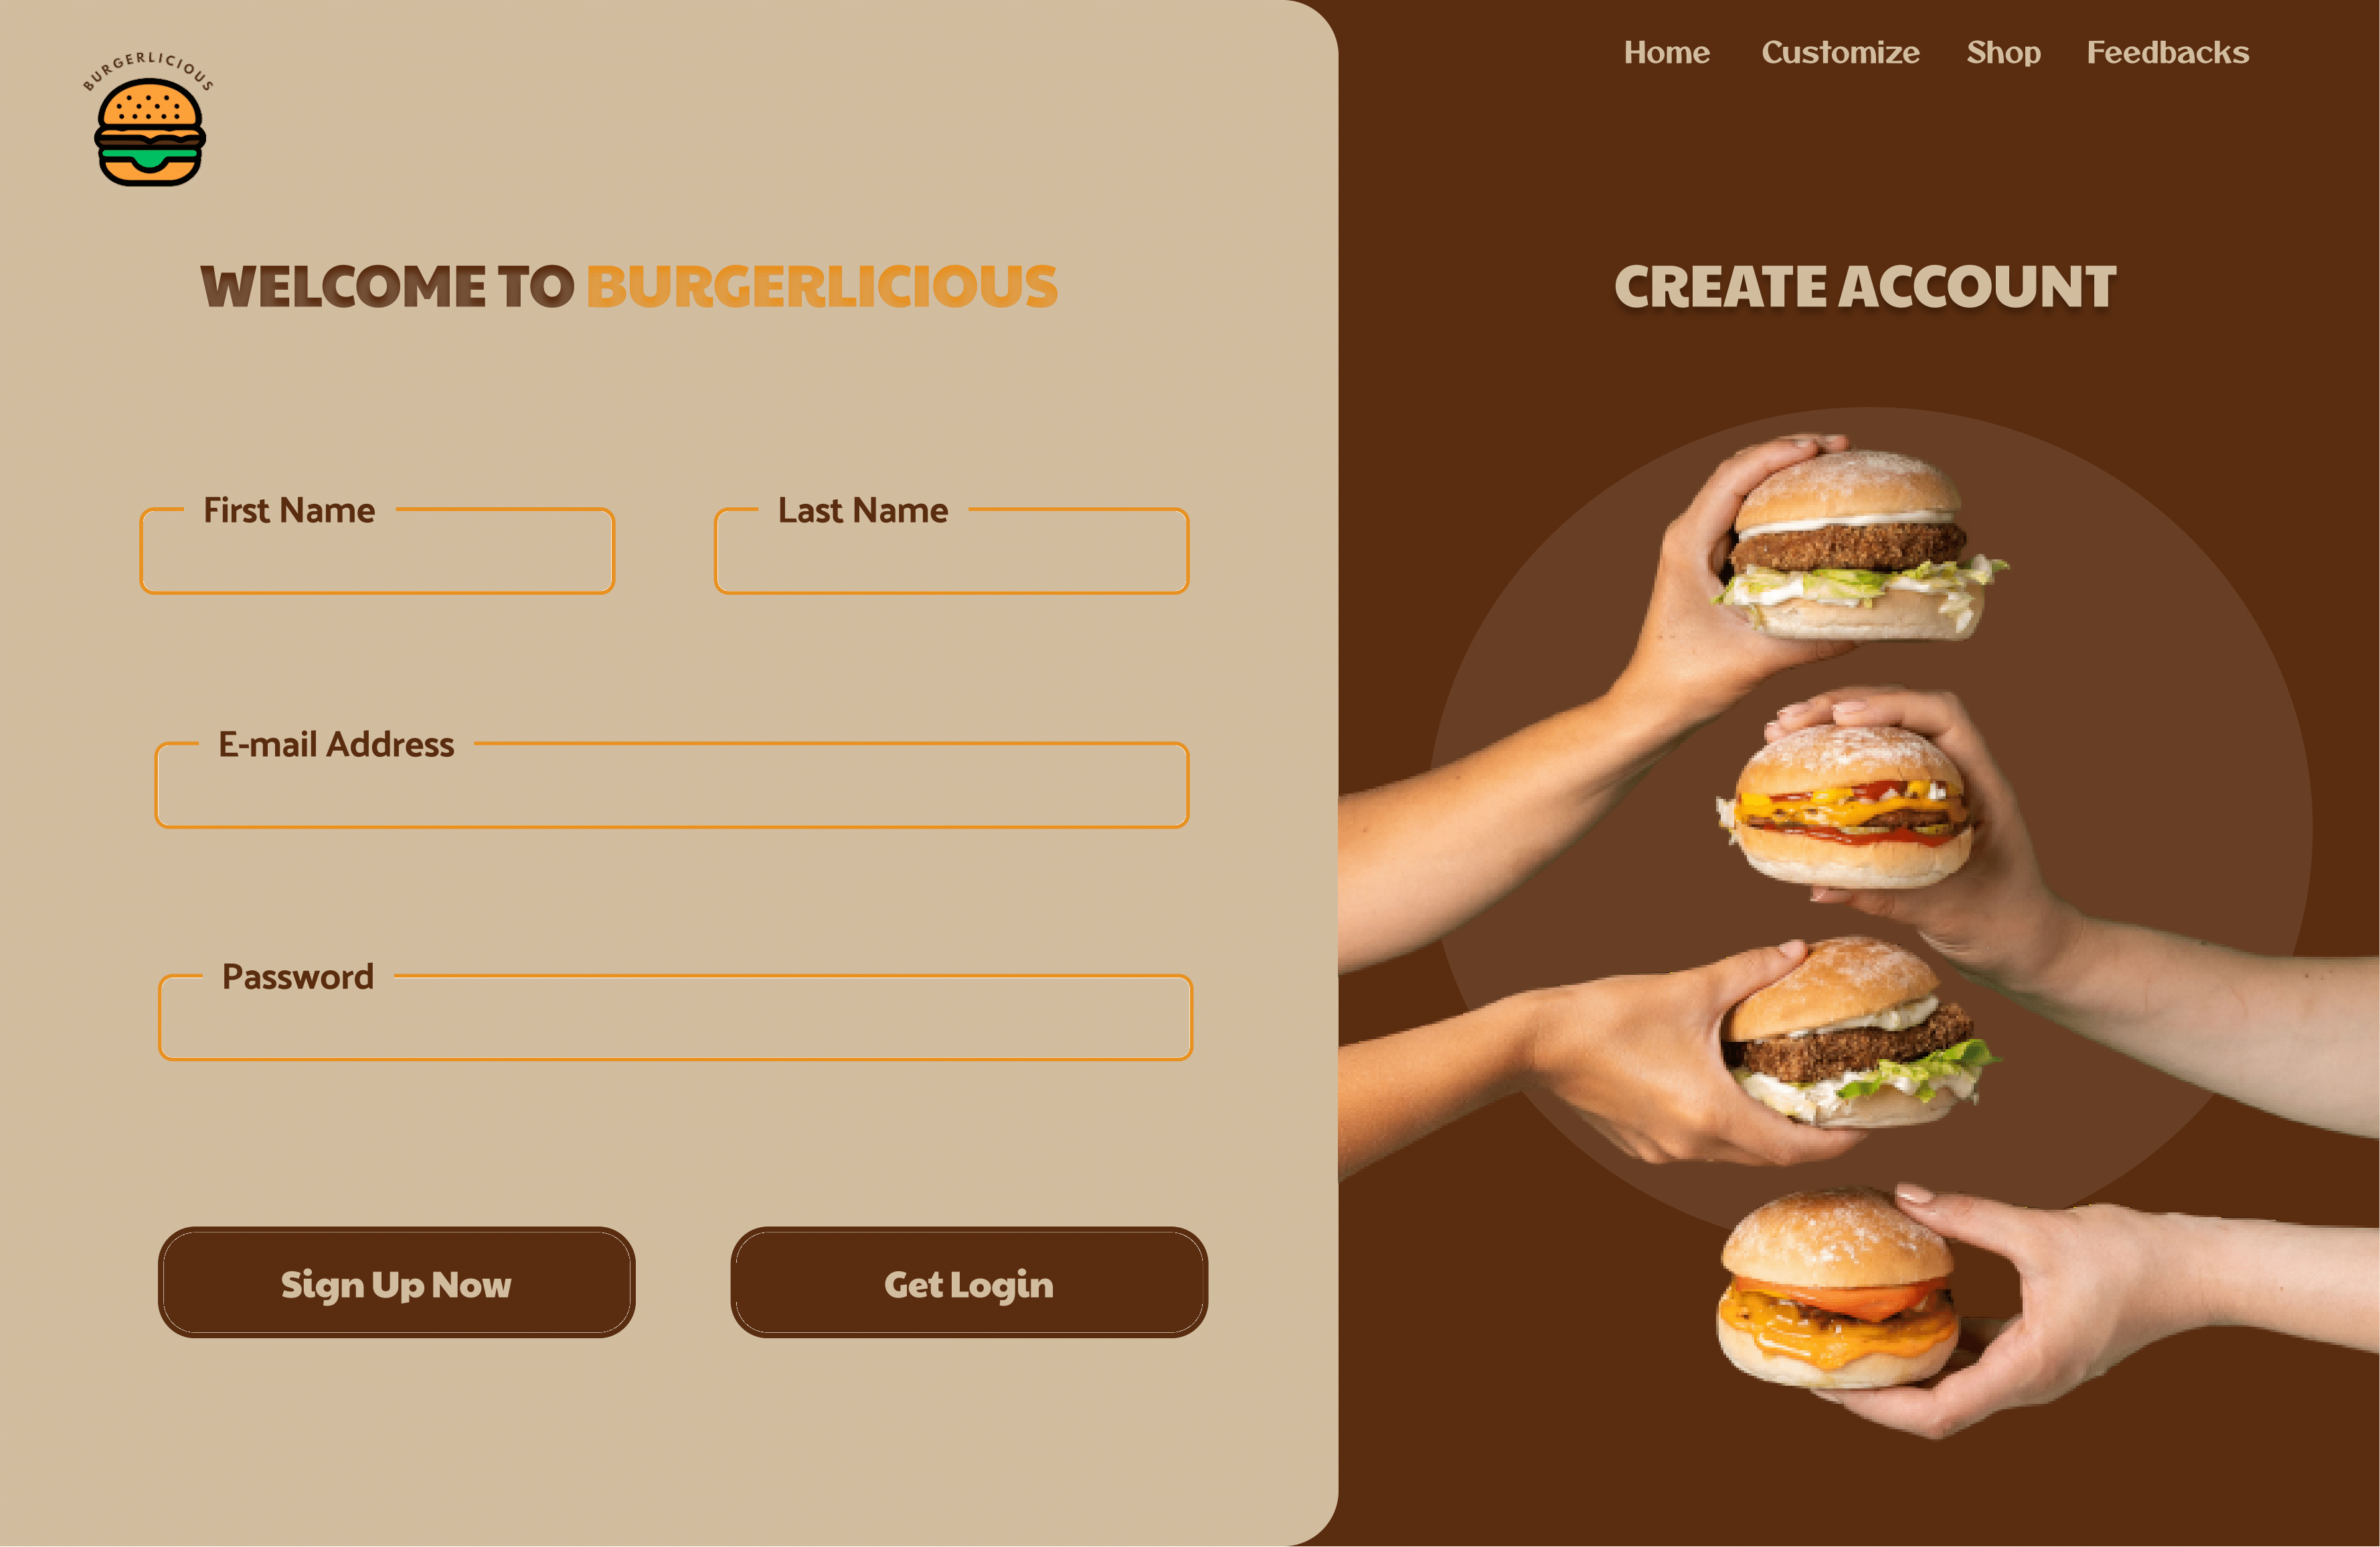 BURGERLICIOUS
Home Customize Shop Feedbacks
WELCOME TO BURGERLICIOUS
CREATE ACCOUNT
First Name
Last Name
E-mail Address
Password
Sign Up Now
Get Login